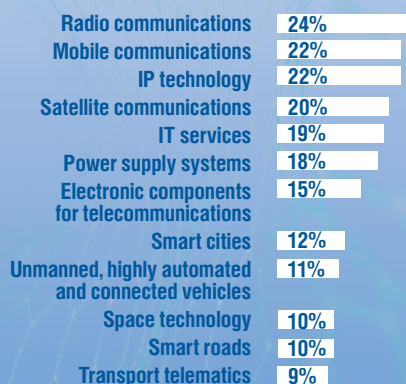 Radio communications 24%
Mobile communications 22%
IP technology 22%
Satellite communications 20%
IT services 19%
Power supply systems 18%
Electronic components 15%
for telecommunications
Smart cities 12%
Unmanned, highly automated 11%
and connected vehicles
Space technology 10%
Smart roads 10%
Transport telematics 9%